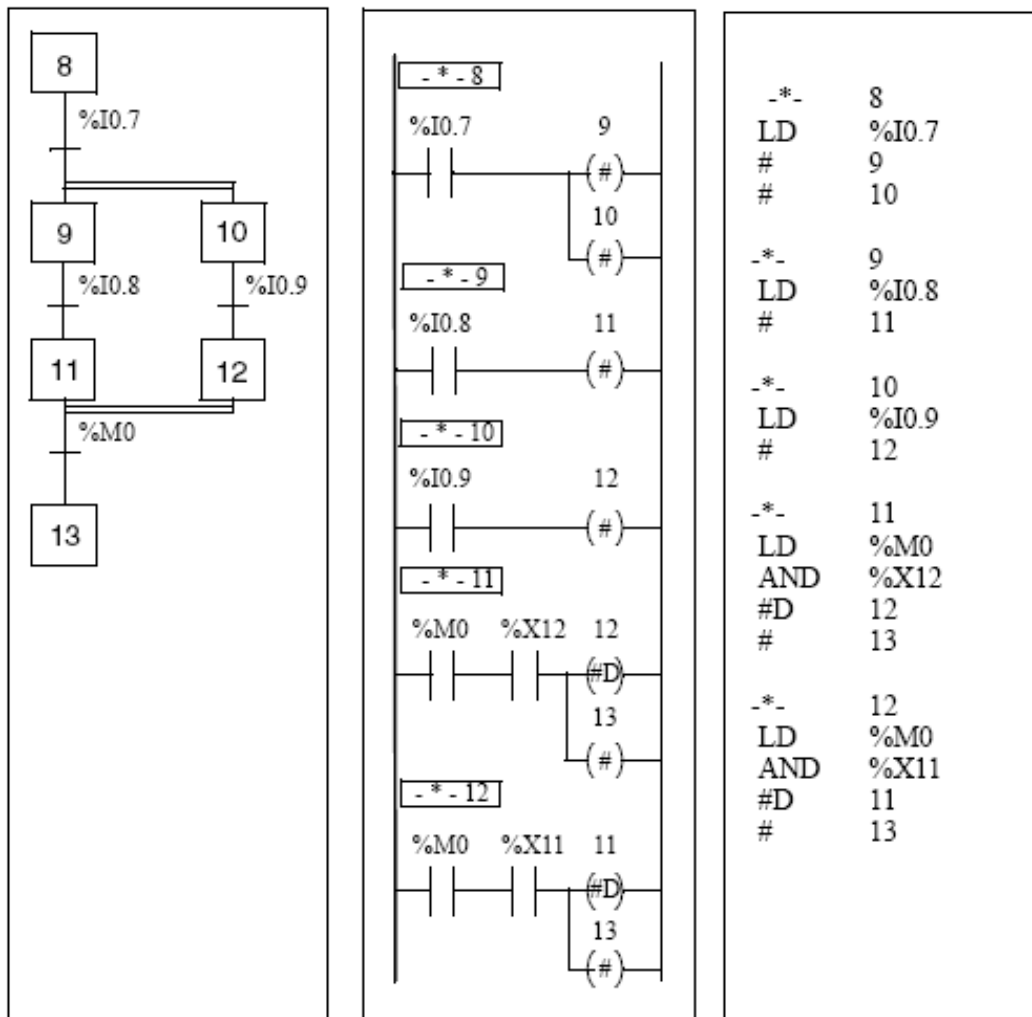 8
%I0.7
9 10
%I0.8 %I0.9
11 12
%M0
13
- * - 8
%I0.7 9
(#)
10
(#)
- * - 9
%I0.8 11
(#)
- * - 10
%I0.9 12
(#)
- * - 11
%M0 %X12 12
(#D)
13
(#)
- * - 12
%M0 %X11 11
(#D)
13
(#)
-*- 8
LD %I0.7
# 9
# 10
-*- 9
LD %I0.8
# 11
-*- 10
LD %I0.9
# 12
-*- 11
LD %M0
AND %X12
#D 12
# 13
-*- 12
LD %M0
AND %X11
#D 11
# 13